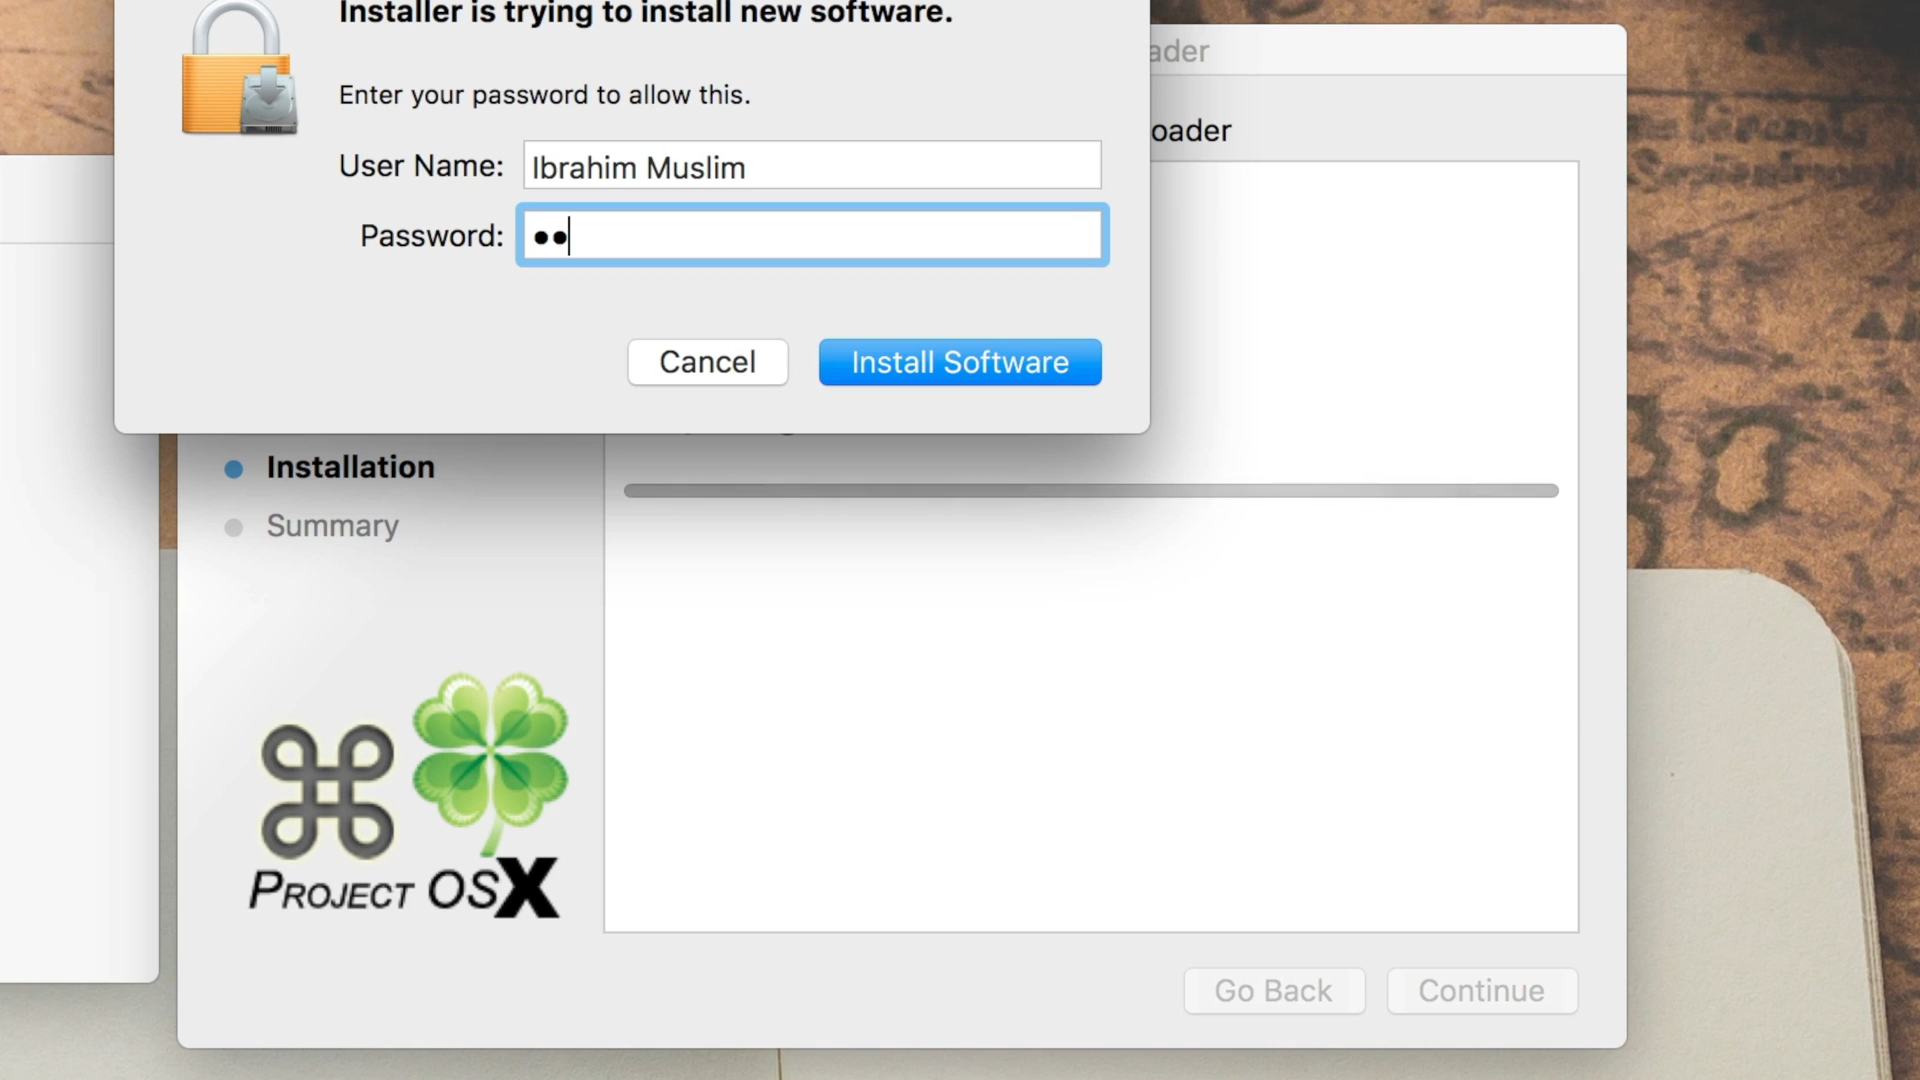 Installer is trying to install new software.
ader
Enter your password to allow this.
oader
User Name: Ibrahim Muslim
Password:
Cancel
Install Software
Installation
Summary
PROJECT OSX
Go Back
Continue